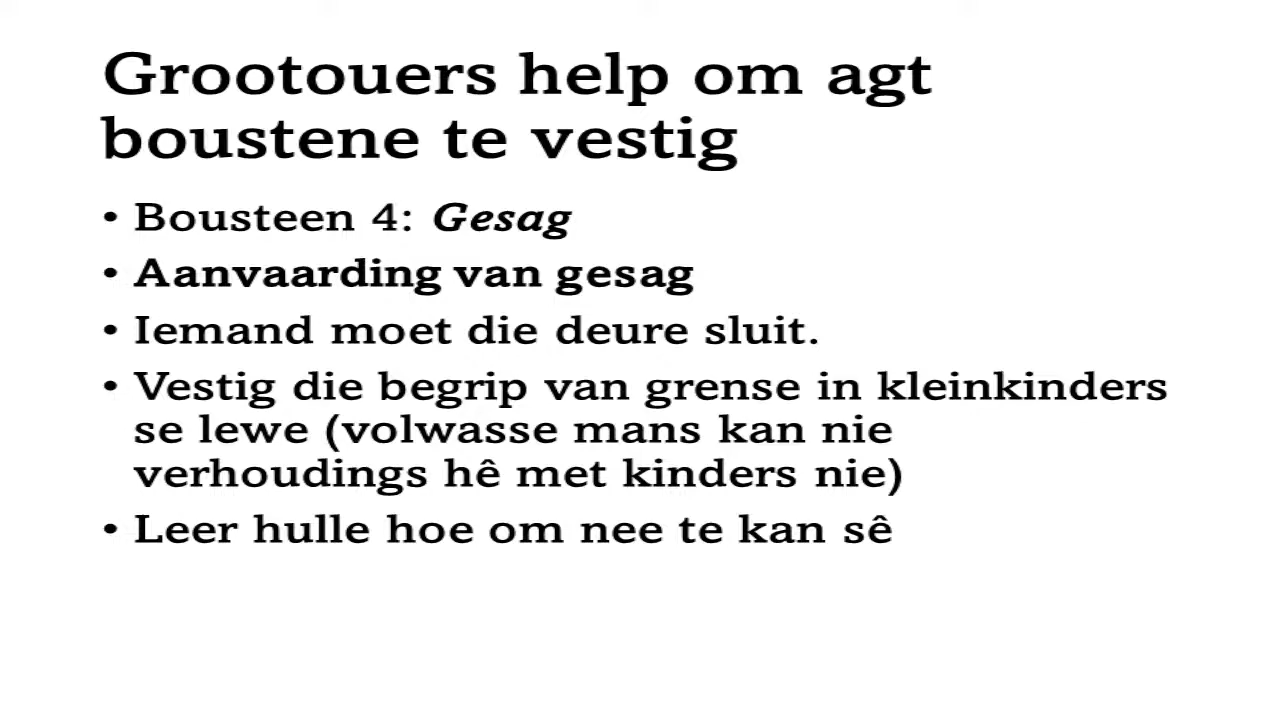 Grootouers help om agt
boustene te vestig
• Bousteen 4: Gesag
• Aanvaarding van gesag
• Iemand moet die deure sluit.
• Vestig die begrip van grense in kleinkinders
se lewe (volwasse mans kan nie
verhoudings hê met kinders nie)
• Leer hulle hoe om nee te kan sê